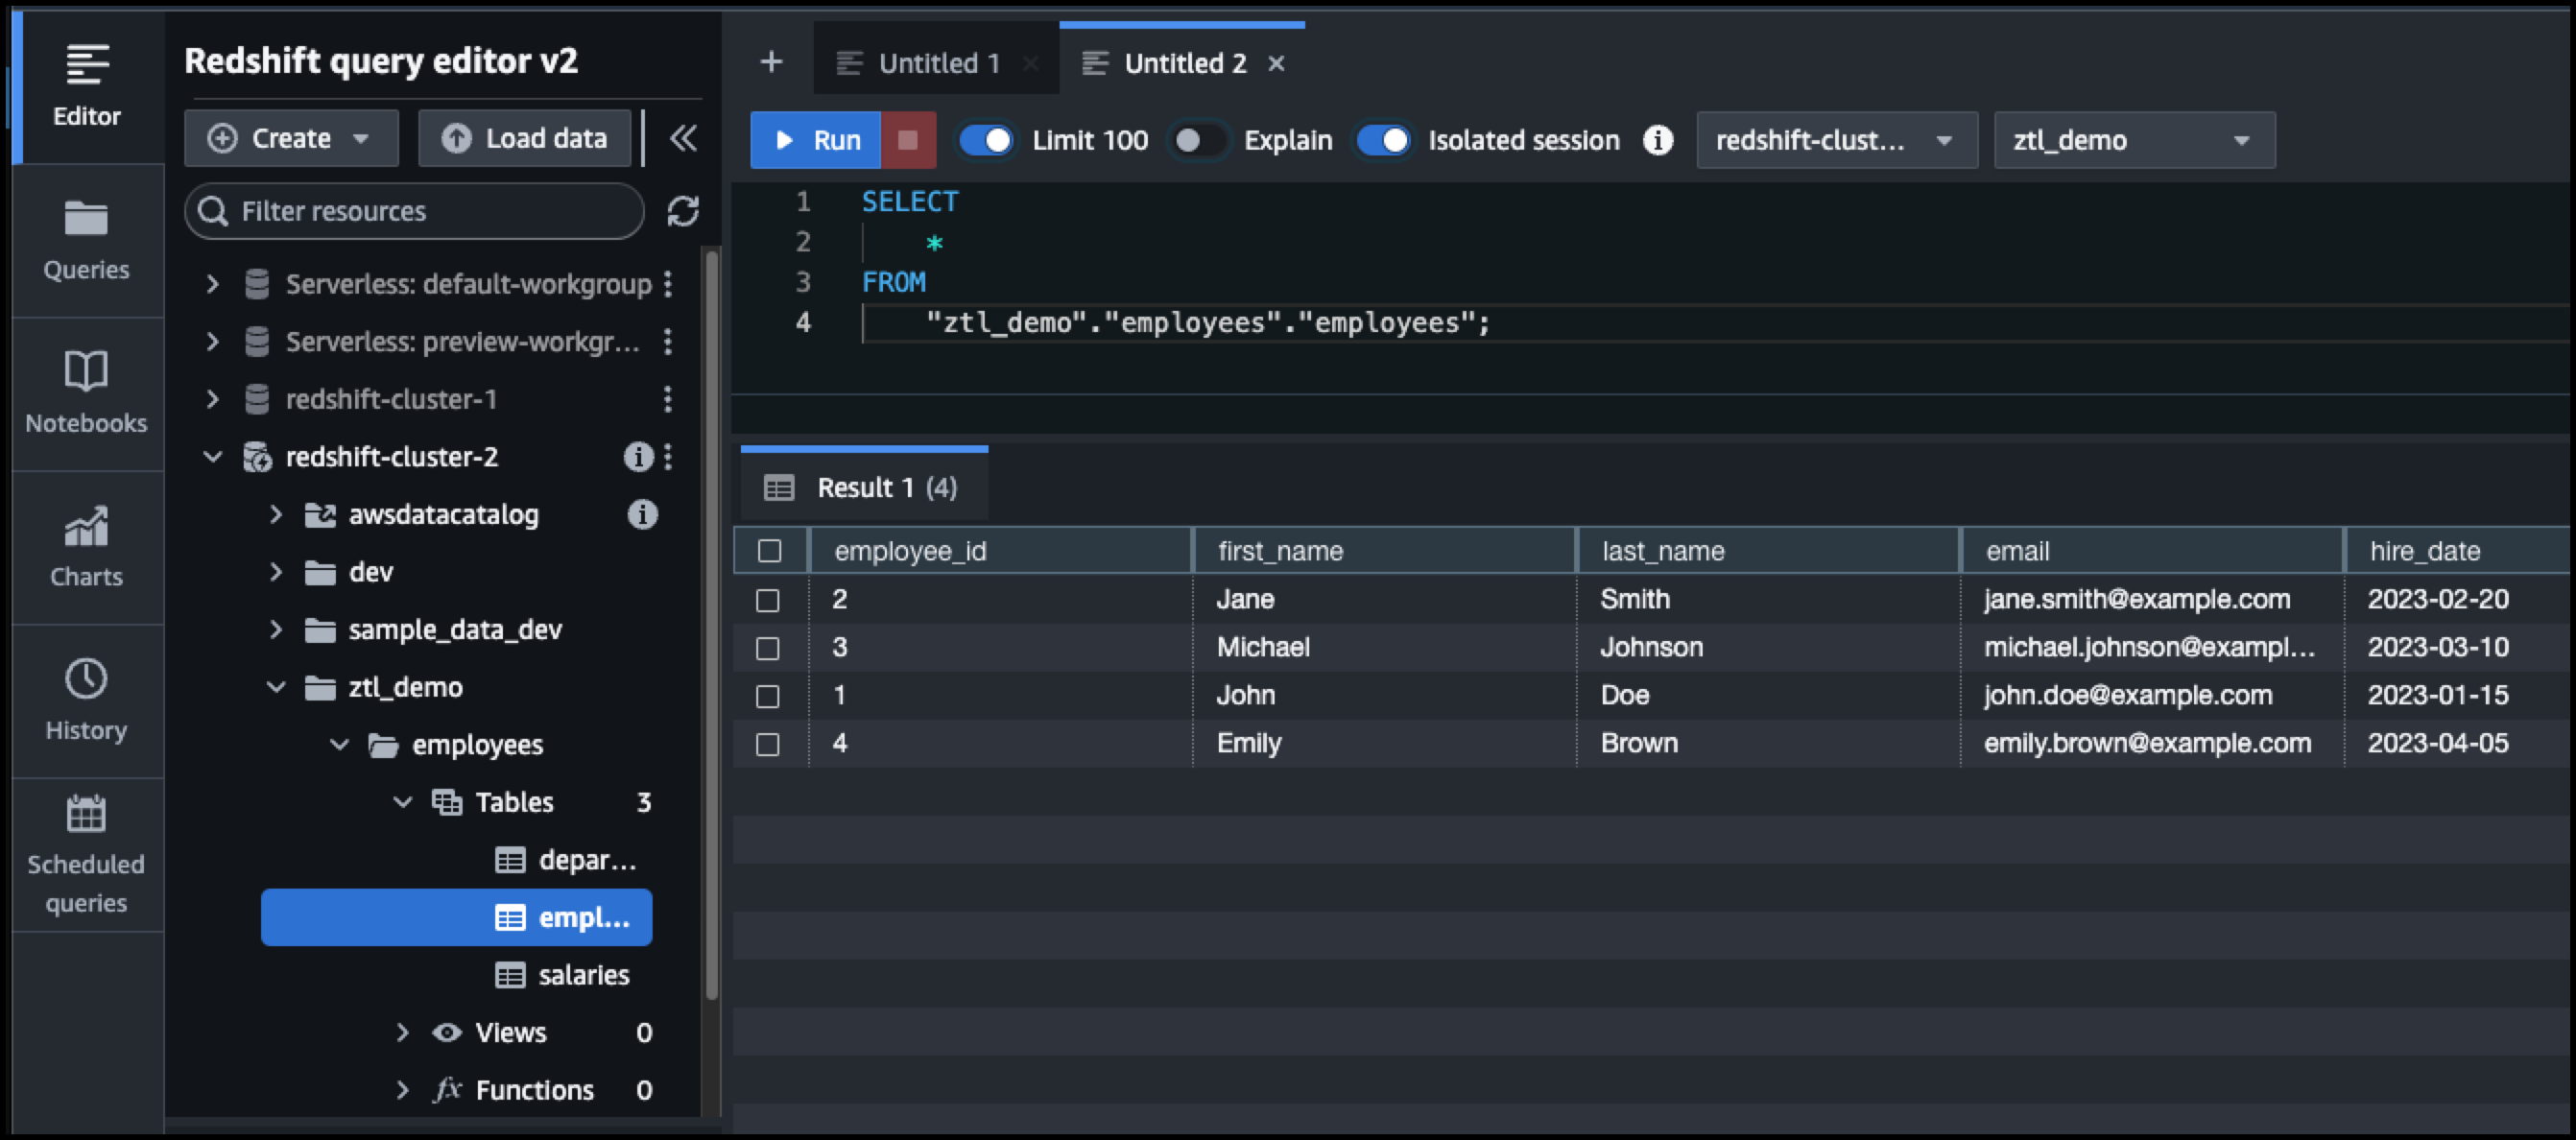 Editor
Queries
Notebooks
Charts
History
Scheduled
queries
Redshift query editor v2
Create
Load data
Filter resources
Serverless: default-workgroup
Serverless: preview-workgr...
redshift-cluster-1
redshift-cluster-2
awsdatacatalog
dev
sample_data_dev
ztl_demo
employees
Tables 3
depar...
empl...
salaries
Views 0
fx Functions 0
+ Untitled 1 × Untitled 2 ×
Run Limit 100 Explain Isolated session i redshift-clust... ztl_demo
1 SELECT
2 *
3 FROM
4 "ztl_demo"."employees"."employees";
Result 1 (4)
employee_id first_name last_name email hire_date
2 Jane Smith jane.smith@example.com 2023-02-20
3 Michael Johnson michael.johnson@exampl... 2023-03-10
1 John Doe john.doe@example.com 2023-01-15
4 Emily Brown emily.brown@example.com 2023-04-05